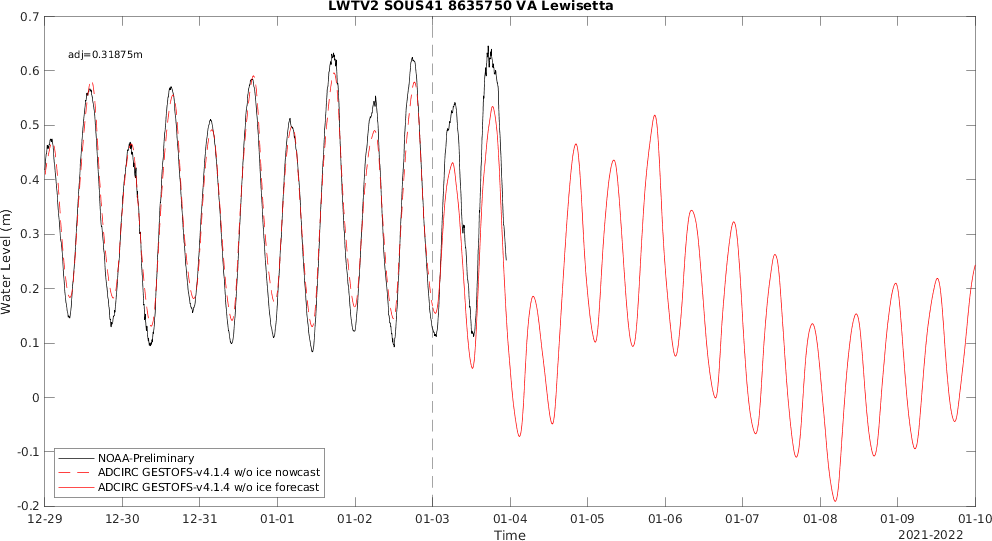 LWTV2 SOUS41 8635750 VA Lewisetta
adj=0.31875m
Water Level (m)
0.7
0.6
0.5
0.4
0.3
0.2
0.1
0
-0.1
-0.2
NOAA-Preliminary
ADCIRC GESTOFS-v4.1.4 w/o ice nowcast
ADCIRC GESTOFS-v4.1.4 w/o ice forecast
12-29 12-30 12-31 01-01 01-02 01-03 01-04 01-05 01-06 01-07 01-08 01-09 01-10
Time
2021-2022